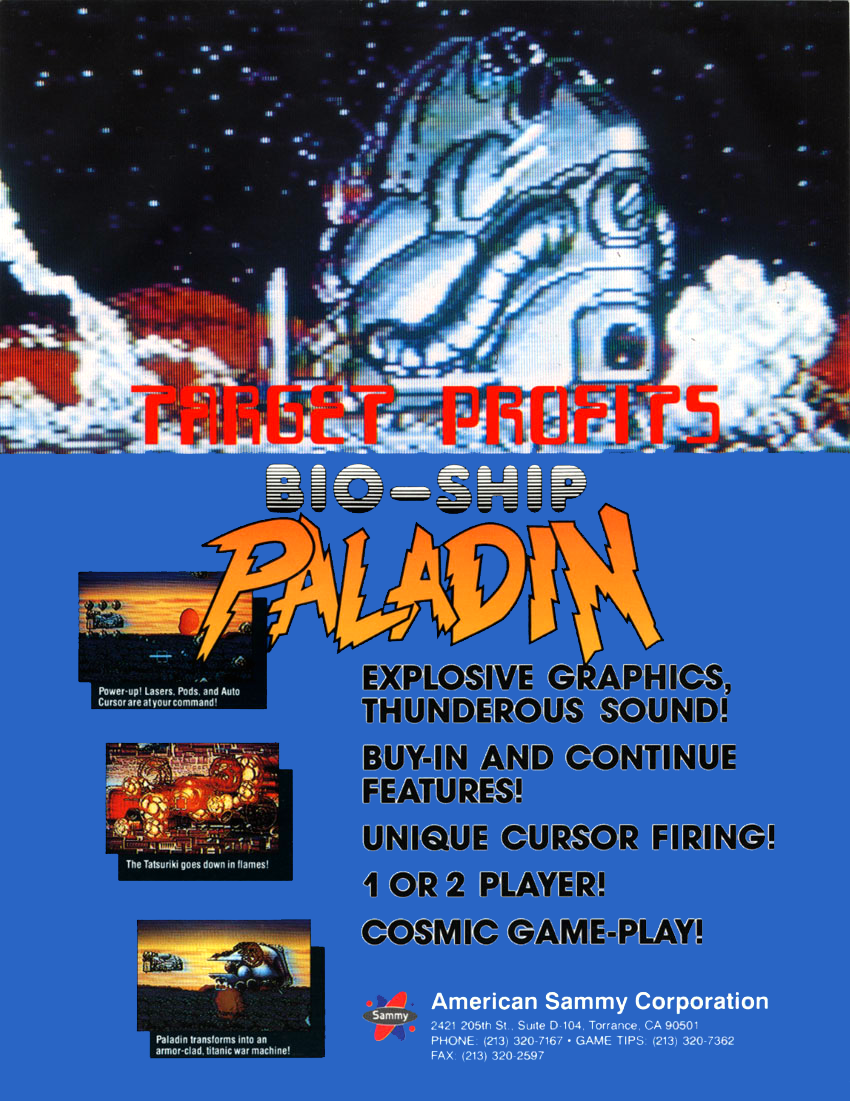 TARGET PROFITS
BIO-SHIP
PALADIN
Power-up! Lasers, Pods, and Auto
Cursor are at your command!
EXPLOSIVE GRAPHICS,
THUNDEROUS SOUND!
BUY-IN AND CONTINUE
FEATURES!
The Tatsuriki goes down in flames!
UNIQUE CURSOR FIRING!
1 OR 2 PLAYER!
COSMIC GAME-PLAY!
Paladin transforms into an
armor-clad, titanic war machine!
Sammy
American Sammy Corporation
2421 205th St., Suite D-104, Torrance, CA 90501
PHONE: (213) 320-7167 • GAME TIPS: (213) 320-7362
FAX: (213) 320-2597